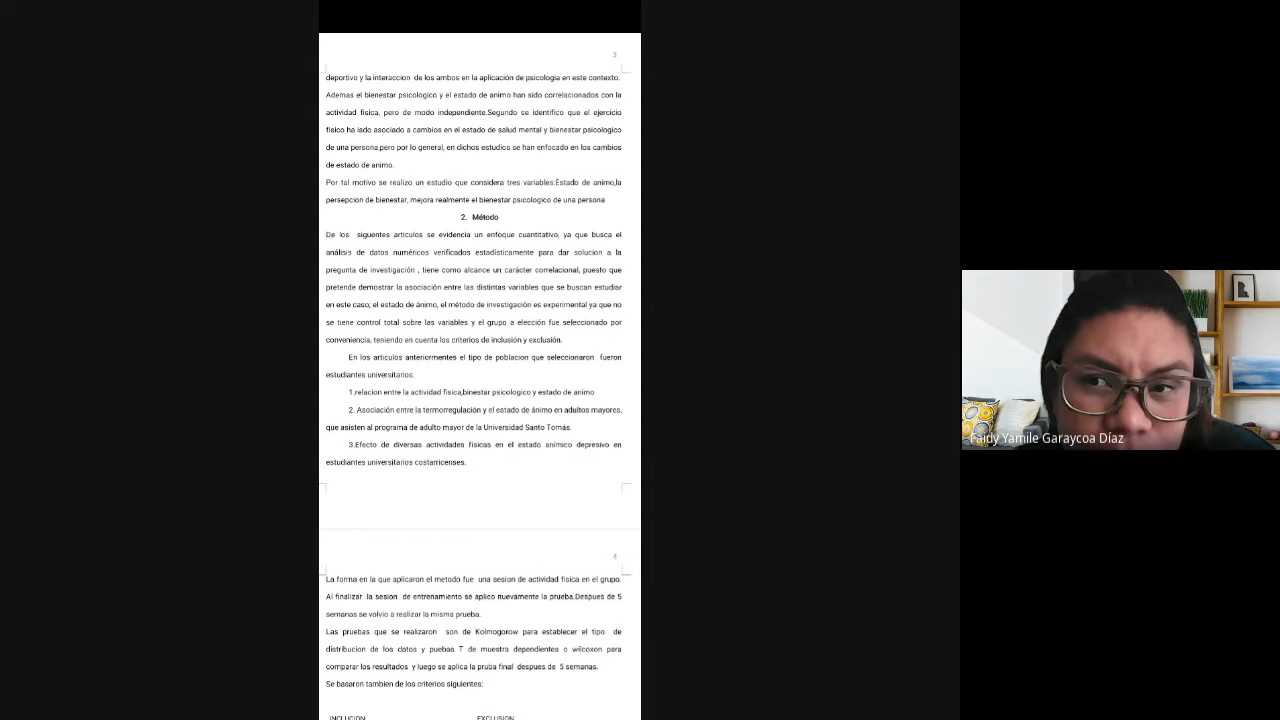 3
deportivo y la interaccion de los ambos en la aplicación de psicologia en este contexto.
Ademas el bienestar psicologico y el estado de animo han sido correlacionados con la
actividad fisica, pero de modo independiente.Segundo se identifico que el ejercicio
fisico ha isdo asociado a cambios en el estado de salud mental y bienestar psicologico
de una persona,pero por lo general, en dichos estudios se han enfocado en los cambios
de estado de animo.
Por tal motivo se realizo un estudio que considera tres variables:Estado de animo,la
persepcion de bienestar, mejora realmente el bienestar psicologico de una persona
2. Método
De los siguentes articulos se evidencia un enfoque cuantitativo, ya que busca el
análisis de datos numéricos verificados estadísticamente para dar solucion a la
pregunta de investigación , tiene como alcance un carácter correlacional, puesto que
pretende demostrar la asociación entre las distintas variables que se buscan estudiar
en este caso; el estado de ánimo, el método de investigación es experimental ya que no
se tiene control total sobre las variables y el grupo a elección fue seleccionado por
conveniencia, teniendo en cuenta los criterios de inclusión y exclusión.
En los articulos anteriormentes el tipo de poblacion que seleccionaron fueron
estudiantes universitarios.
1.relacion entre la actividad fisica,binestar psicologico y estado de animo
2. Asociación entre la termorregulación y el estado de ánimo en adultos mayores,
que asisten al programa de adulto mayor de la Universidad Santo Tomás.
3.Efecto de diversas actividades físicas en el estado anímico depresivo en
estudiantes universitarios costarricenses.
4
La forma en la que aplicaron el metodo fue una sesion de actividad fisica en el grupo.
Al finalizar la sesion de entrenamiento se aplico nuevamente la prueba.Despues de 5
semanas se volvio a realizar la misma prueba.
Las pruebas que se realizaron son de Kolmogorow para establecer el tipo de
distribucion de los datos y puebas T de muestra dependientes o wilcoxon para
comparar los resultados y luego se aplica la pruba final despues de 5 semanas.
Se basaron tambien de los criterios siguientes:
INCLUCION EXCLUSION
Yamile Garaycoa Díaz